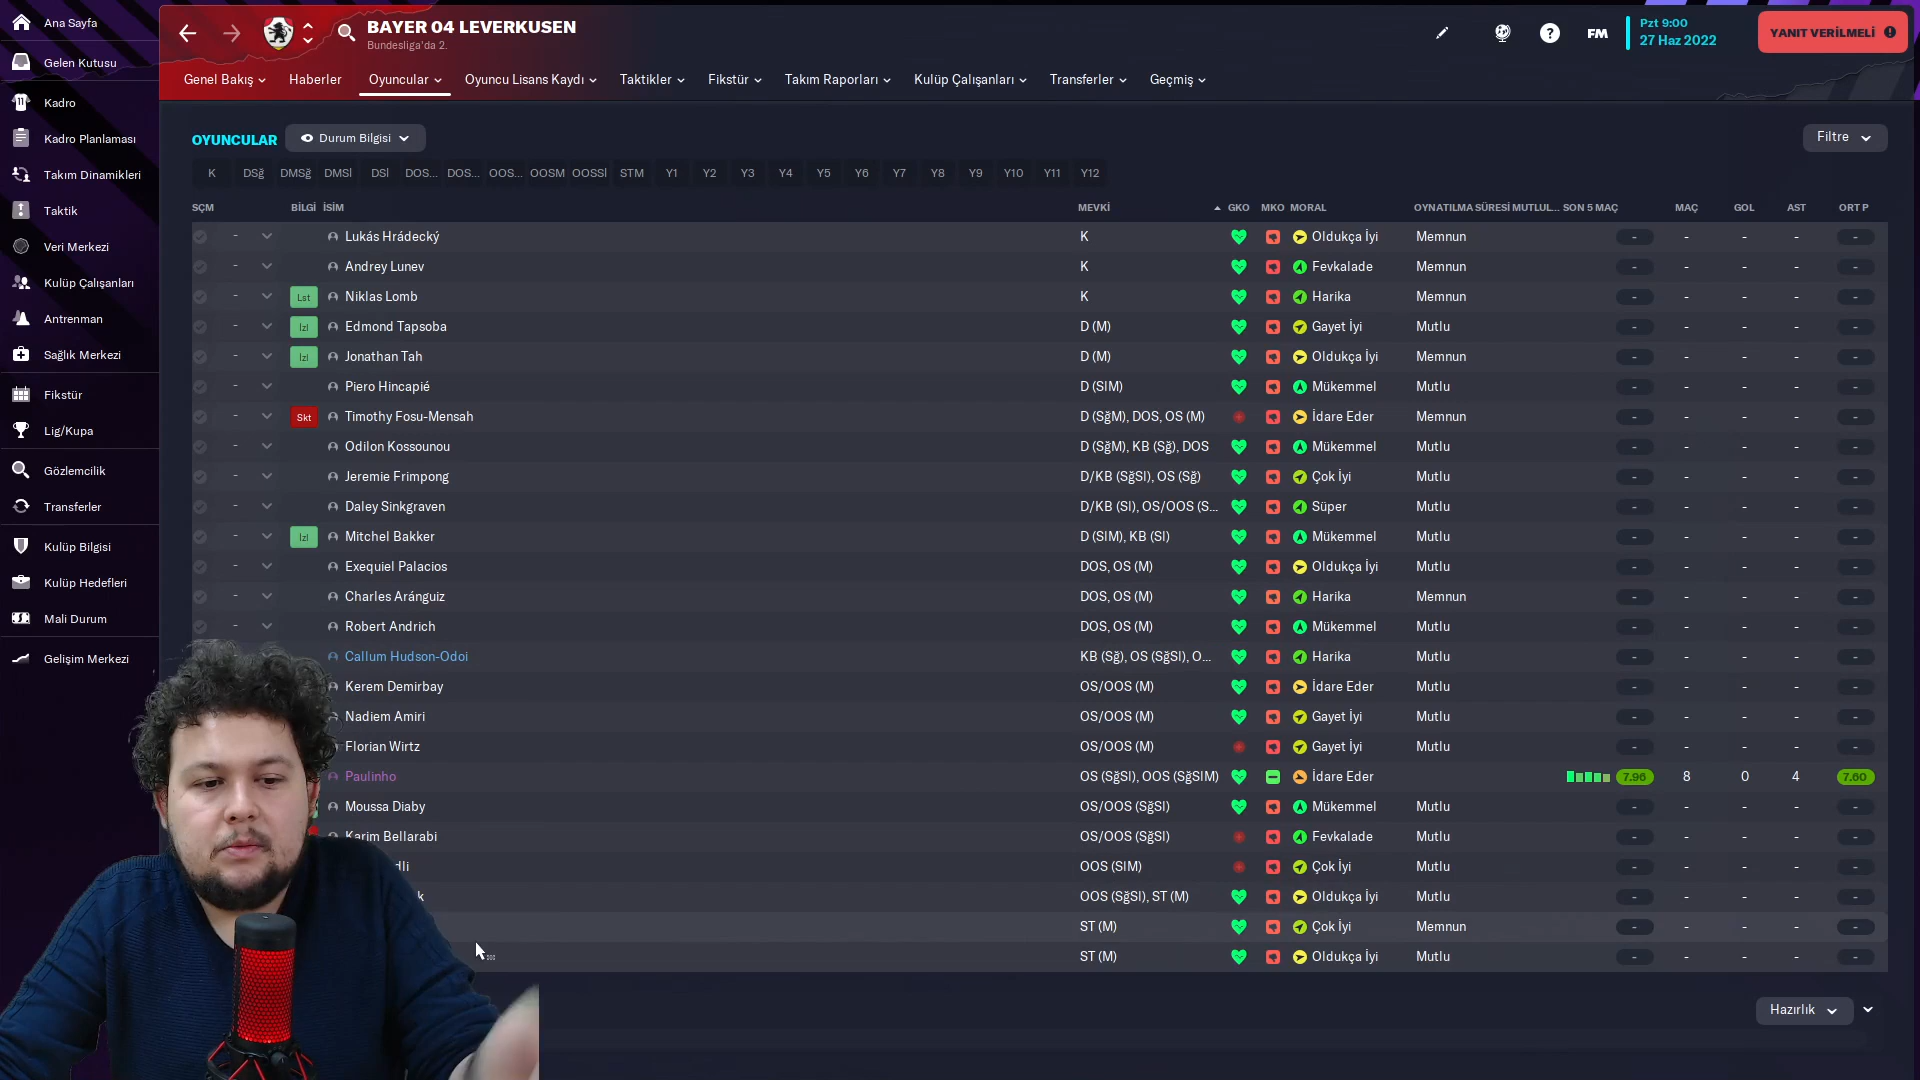 Ana Sayfa
Gelen Kutusu
Kadro
Kadro Planlaması
Takım Dinamikleri
Taktik
Veri Merkezi
Kulüp Çalışanları
Antrenman
Sağlık Merkezi
Fikstür
Lig/Kupa
Gözlemcilik
Transferler
Kulüp Bilgisi
Kulüp Hedefleri
Mali Durum
Gelişim Merkezi
BAYER 04 LEVERKUSEN
Bundesliga'da 2.
FM
Pzt 9:00
27 Haz 2022
YANIT VERİLMELİ
Genel Bakış Haberler Oyuncular Oyuncu Lisans Kaydı Taktikler Fikstür Takım Raporları Kulüp Çalışanları Transferler Geçmiş
OYUNCULAR Durum Bilgisi Filtre
K DSğ DMSğ DMSl DSl DOS... DOS... OOS... OOSM OOSSl STM Y1 Y2 Y3 Y4 Y5 Y6 Y7 Y8 Y9 Y10 Y11 Y12
SÇM BİLGİ İSİM MEVKİ GKO MKO MORAL OYNATILMA SÜRESİ MUTLUL... SON 5 MAÇ MAÇ GOL AST ORT P
- Lukás Hrádecký K Oldukça İyi Memnun - - - - -
- Andrey Lunev K Fevkalade Memnun - - - - -
- Lst Niklas Lomb K Harika Memnun - - - - -
- İzl Edmond Tapsoba D (M) Gayet İyi Mutlu - - - - -
- İzl Jonathan Tah D (M) Oldukça İyi Memnun - - - - -
- Piero Hincapié D (SlM) Mükemmel Mutlu - - - - -
- Skt Timothy Fosu-Mensah D (SğM), DOS, OS (M) İdare Eder Memnun - - - - -
- Odilon Kossounou D (SğM), KB (Sğ), DOS Mükemmel Mutlu - - - - -
- Jeremie Frimpong D/KB (SğSl), OS (Sğ) Çok İyi Mutlu - - - - -
- Daley Sinkgraven D/KB (Sl), OS/OOS (S... Süper Mutlu - - - - -
- İzl Mitchel Bakker D (SlM), KB (Sl) Mükemmel Mutlu - - - - -
- Exequiel Palacios DOS, OS (M) Oldukça İyi Mutlu - - - - -
- Charles Aránguiz DOS, OS (M) Harika Memnun - - - - -
- Robert Andrich DOS, OS (M) Mükemmel Mutlu - - - - -
Callum Hudson-Odoi KB (Sğ), OS (SğSl), O... Harika Mutlu - - - - -
Kerem Demirbay OS/OOS (M) İdare Eder Mutlu - - - - -
Nadiem Amiri OS/OOS (M) Gayet İyi Mutlu - - - - -
Florian Wirtz OS/OOS (M) Gayet İyi Mutlu - - - - -
Paulinho OS (SğSl), OOS (SğSlM) İdare Eder 7.96 8 0 4 7.60
Moussa Diaby OS/OOS (SğSl) Mükemmel Mutlu - - - - -
Karim Bellarabi OS/OOS (SğSl) Fevkalade Mutlu - - - - -
dli OOS (SlM) Çok İyi Mutlu - - - - -
k OOS (SğSl), ST (M) Oldukça İyi Mutlu - - - - -
ST (M) Çok İyi Memnun - - - - -
ST (M) Oldukça İyi Mutlu - - - - -
Hazırlık